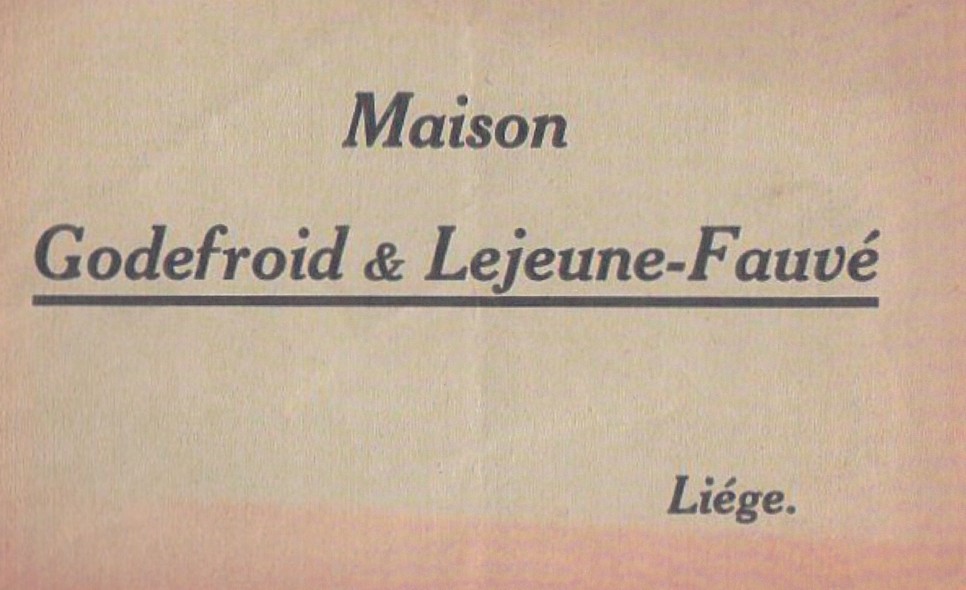 Maison
Godefroid & Lejeune-Fauvé
Liége.